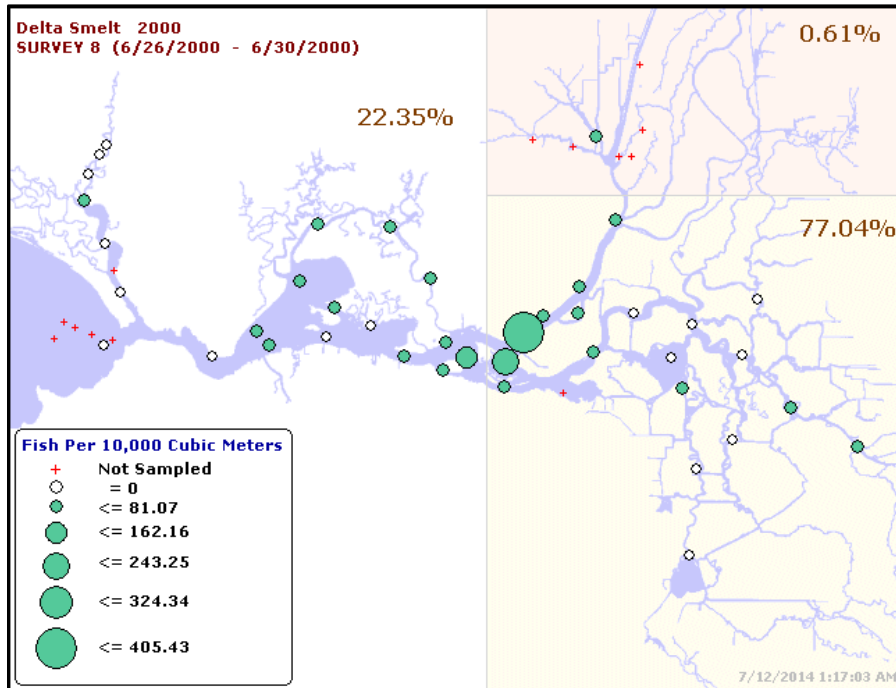 Delta Smelt 2000
SURVEY 8 (6/26/2000 - 6/30/2000)
0.61%
22.35%
77.04%
Fish Per 10,000 Cubic Meters
Not Sampled
= 0
<= 81.07
<= 162.16
<= 243.25
<= 324.34
<= 405.43
7/12/2014 1:17:03 AM